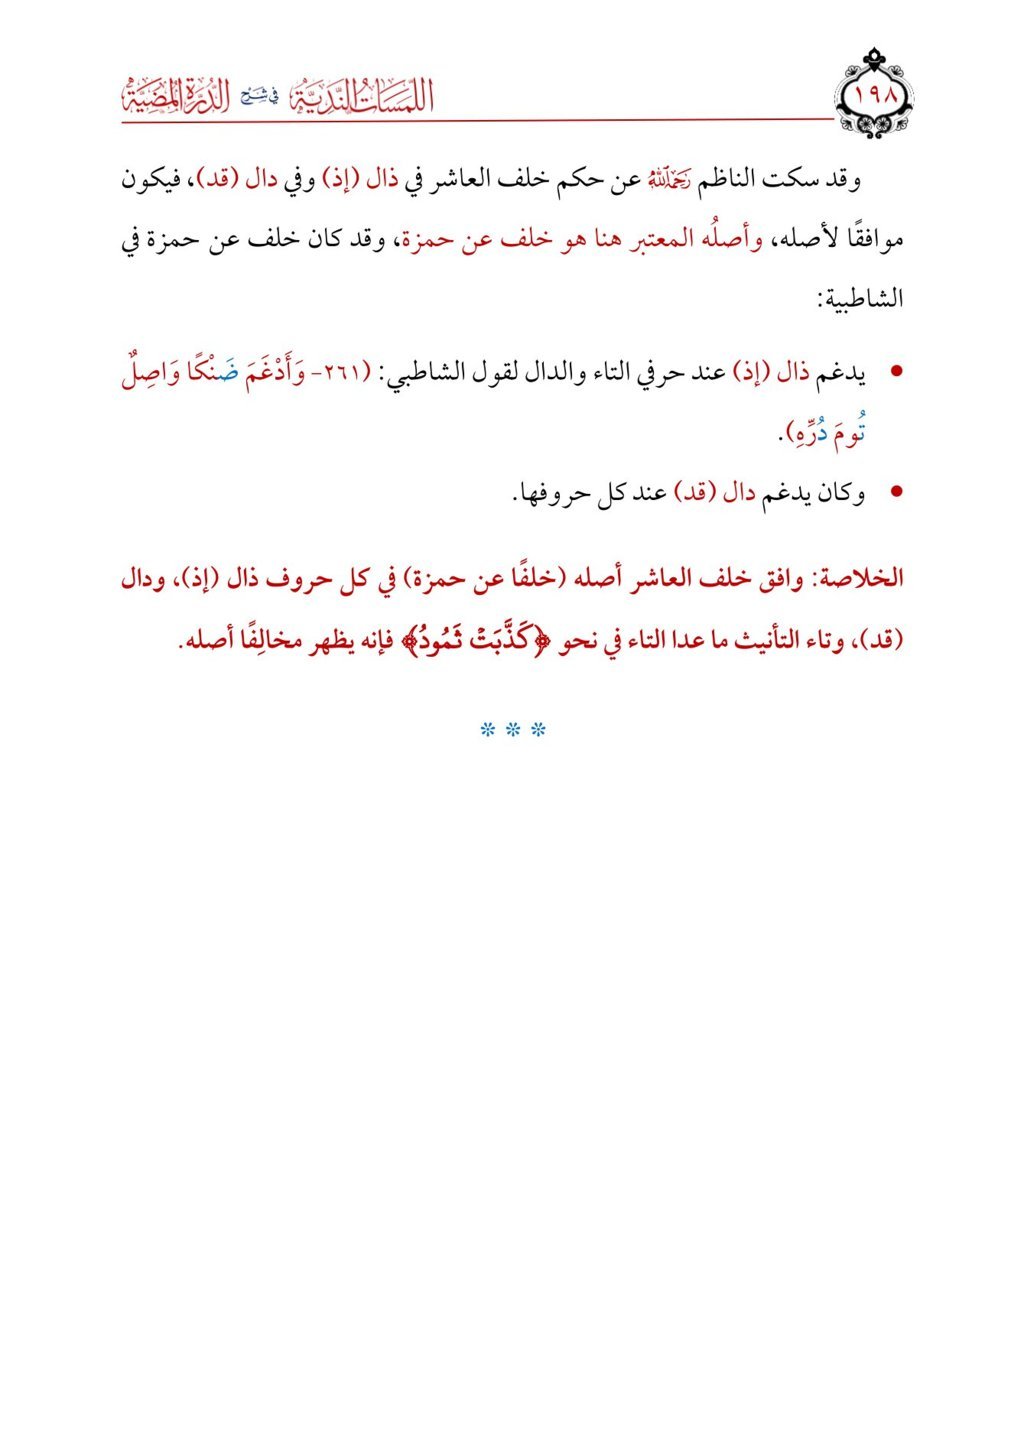 ١٩٨
اللمسات الندية في شرح الدرة المضية
وقد سكت الناظم رَحِمَهُ ٱللَّهُ عن حكم خلف العاشر في ذال (إذ) وفي دال (قد)، فيكون
موافقًا لأصله، وأصلُه المعتبر هنا هو خلف عن حمزة، وقد كان خلف عن حمزة في
الشاطبية:
• يدغم ذال (إذ) عند حرفي التاء والدال لقول الشاطبي: (٢٦١- وَأَدْغَمَ ضَنْكًا وَاصِلٌ
تُومَ دُرِّهِ).
• وكان يدغم دال (قد) عند كل حروفها.
الخلاصة: وافق خلف العاشر أصله (خلفًا عن حمزة) في كل حروف ذال (إذ)، ودال
(قد)، وتاء التأنيث ما عدا التاء في نحو ﴿كَذَّبَتۡ ثَمُودُ﴾ فإنه يظهر مخالِفًا أصله.
* * *